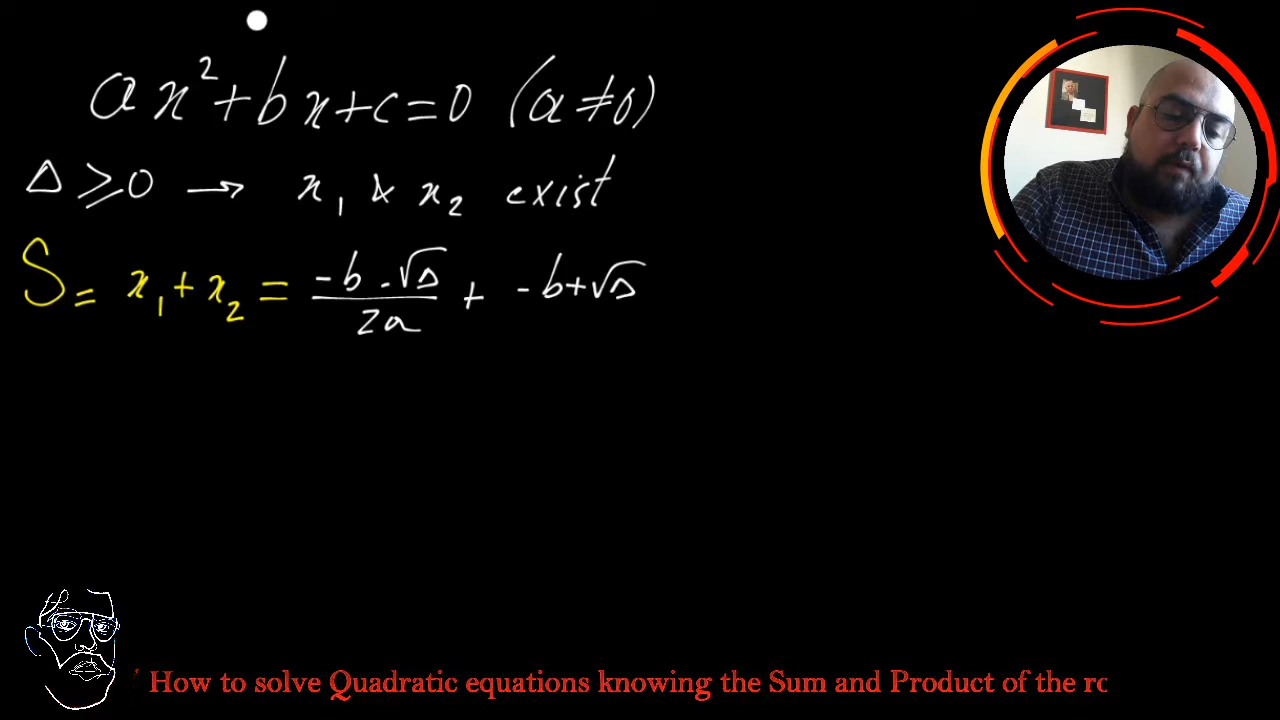 ax²+bx+c=0 (a≠0)
Δ≥0 → x₁ & x₂ exist
S = x₁+x₂ = (-b-√Δ)/2a + -b+√Δ
How to solve Quadratic equations knowing the Sum and Product of the ro